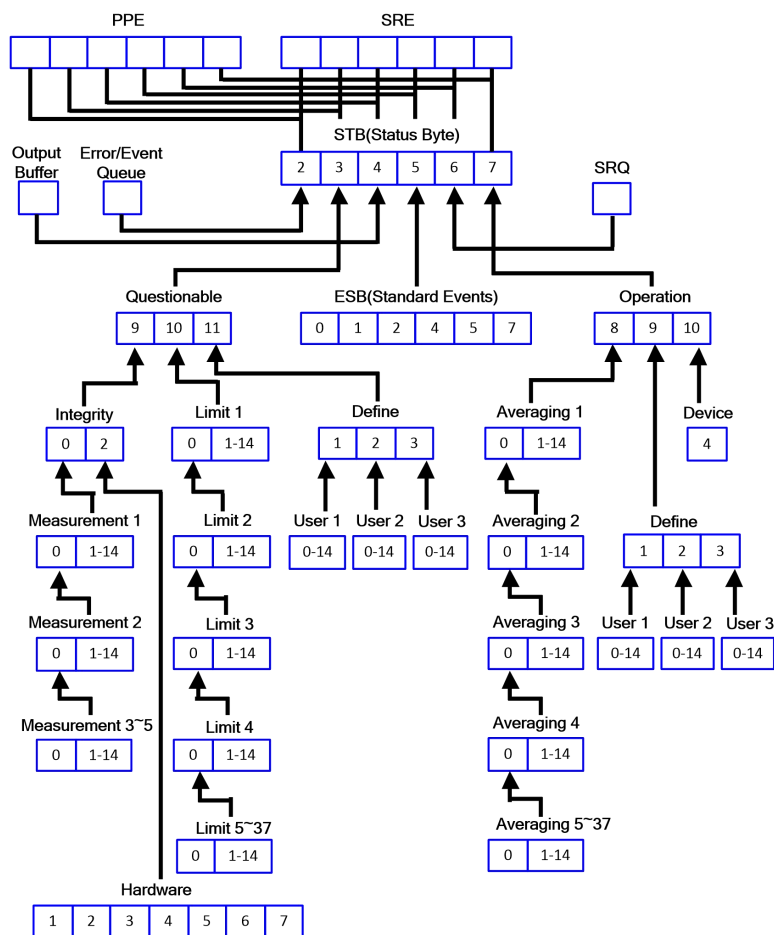 PPE SRE
STB(Status Byte)
Output Buffer Error/Event Queue 2 3 4 5 6 7 SRQ
Questionable ESB(Standard Events) Operation
9 10 11 0 1 2 4 5 7 8 9 10
Integrity Limit 1 Define Averaging 1 Device
0 2 0 1-14 1 2 3 0 1-14 4
Measurement 1 Limit 2 User 1 User 2 User 3 Averaging 2 Define
0 1-14 0 1-14 0-14 0-14 0-14 0 1-14 1 2 3
Measurement 2 Limit 3 Averaging 3 User 1 User 2 User 3
0 1-14 0 1-14 0 1-14 0-14 0-14 0-14
Measurement 3~5 Limit 4 Averaging 4
0 1-14 0 1-14 0 1-14
Limit 5~37 Averaging 5~37
0 1-14 0 1-14
Hardware
1 2 3 4 5 6 7